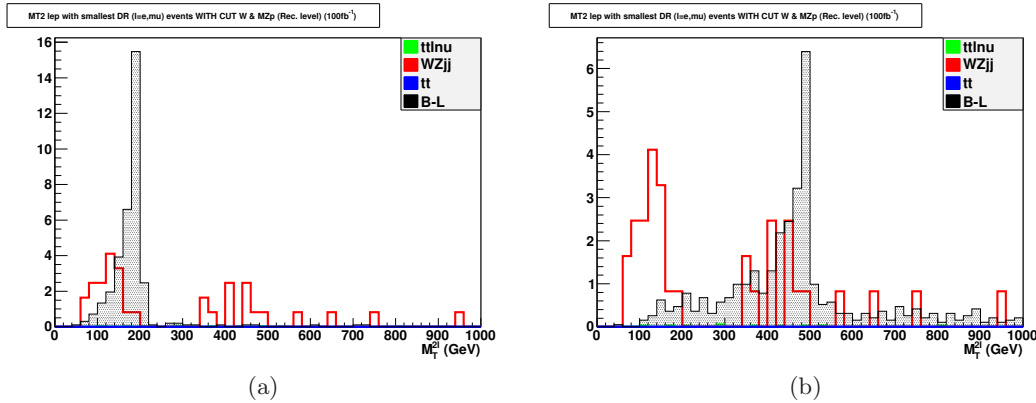 MT2 lep with smallest DR (l=e,mu) events WITH CUT W & MZp (Rec. level) (100fb⁻¹)
ttlnu
WZjj
tt
B-L
16
14
12
10
8
6
4
2
0
0 100 200 300 400 500 600 700 800 900 1000
M_T^2l (GeV)
(a)
MT2 lep with smallest DR (l=e,mu) events WITH CUT W & MZp (Rec. level) (100fb⁻¹)
ttlnu
WZjj
tt
B-L
6
5
4
3
2
1
0
0 100 200 300 400 500 600 700 800 900 1000
M_T^2l (GeV)
(b)